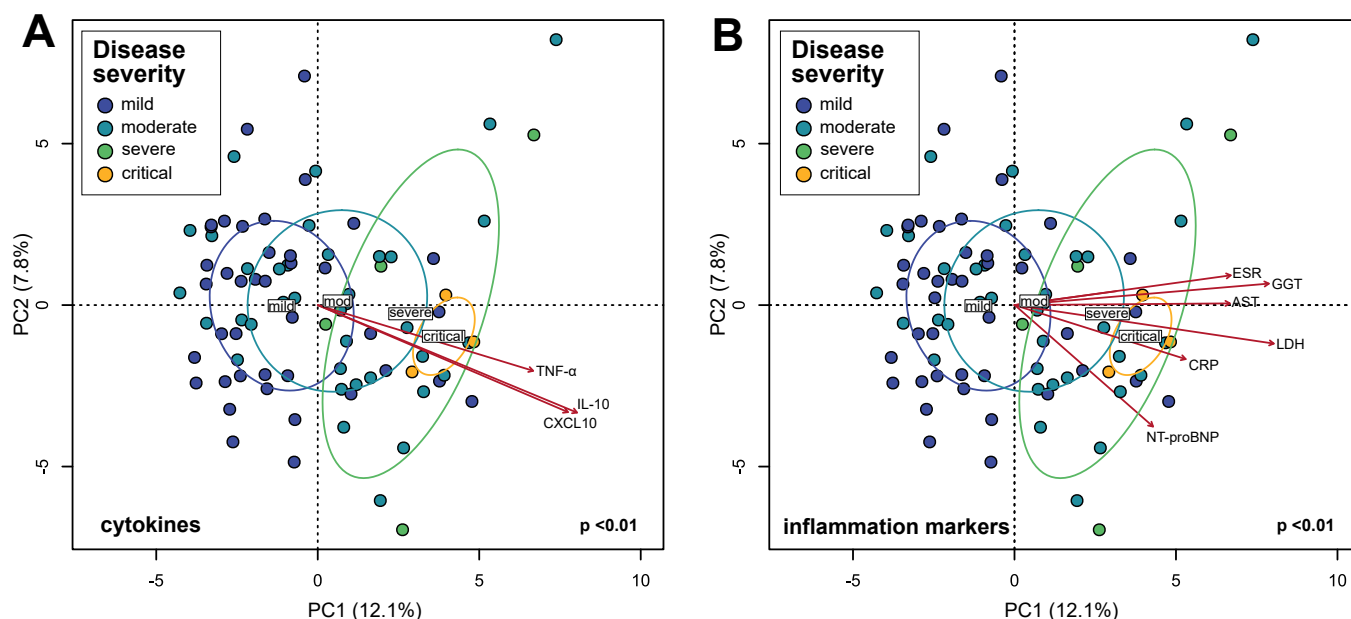 A
Disease
severity
mild
moderate
severe
critical
5
0
-5
PC2 (7.8%)
mild
mod
severe
critical
TNF-α
IL-10
CXCL10
cytokines
p <0.01
-5
0
5
10
PC1 (12.1%)
B
Disease
severity
mild
moderate
severe
critical
5
0
-5
PC2 (7.8%)
mild
mod
severe
critical
ESR
GGT
AST
LDH
CRP
NT-proBNP
inflammation markers
p <0.01
-5
0
5
10
PC1 (12.1%)